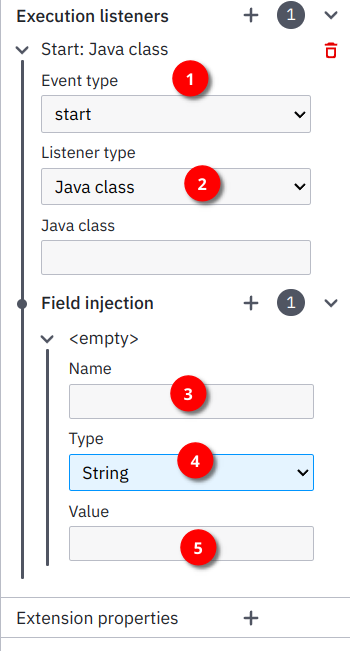 Execution listeners 1
Start: Java class
Event type 1
start
Listener type
Java class 2
Java class
Field injection 1
<empty>
Name
3
Type
String 4
Value
5
Extension properties